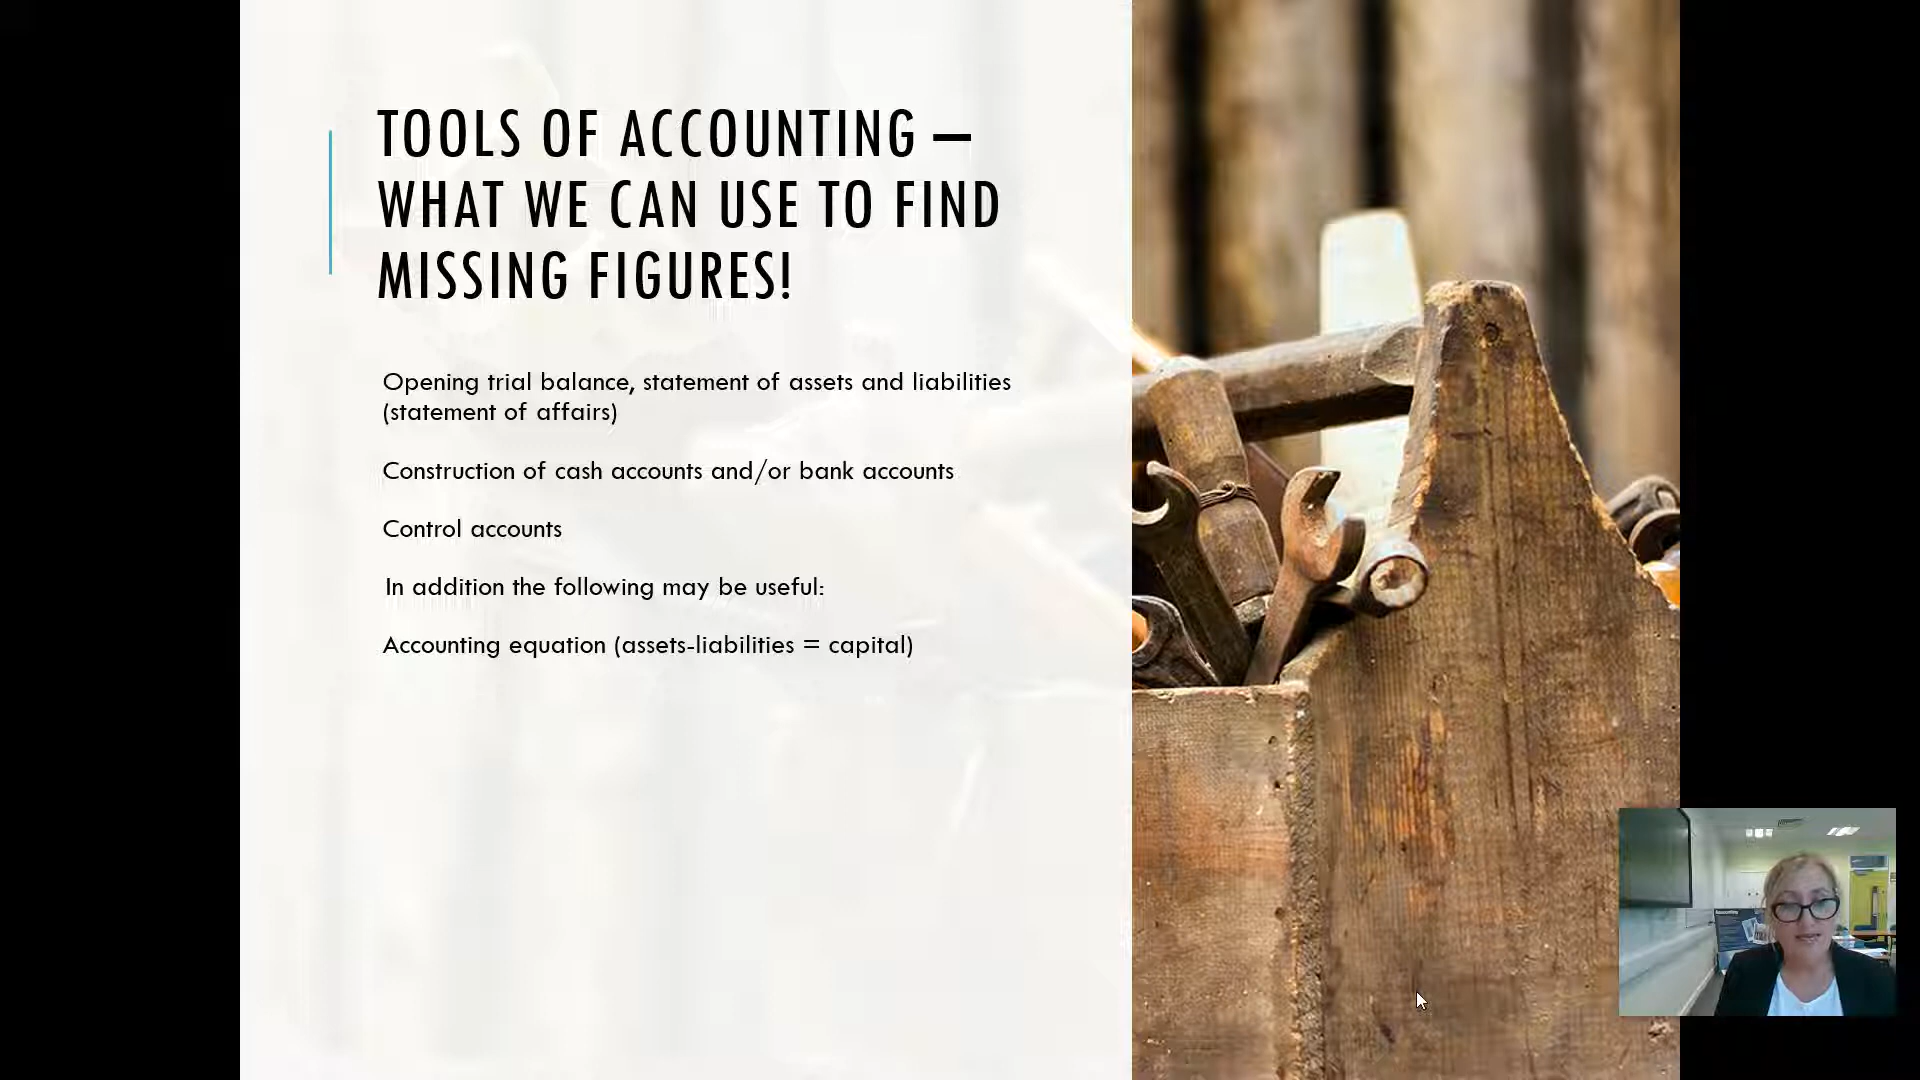 TOOLS OF ACCOUNTING –
WHAT WE CAN USE TO FIND
MISSING FIGURES!
Opening trial balance, statement of assets and liabilities
(statement of affairs)
Construction of cash accounts and/or bank accounts
Control accounts
In addition the following may be useful:
Accounting equation (assets-liabilities = capital)